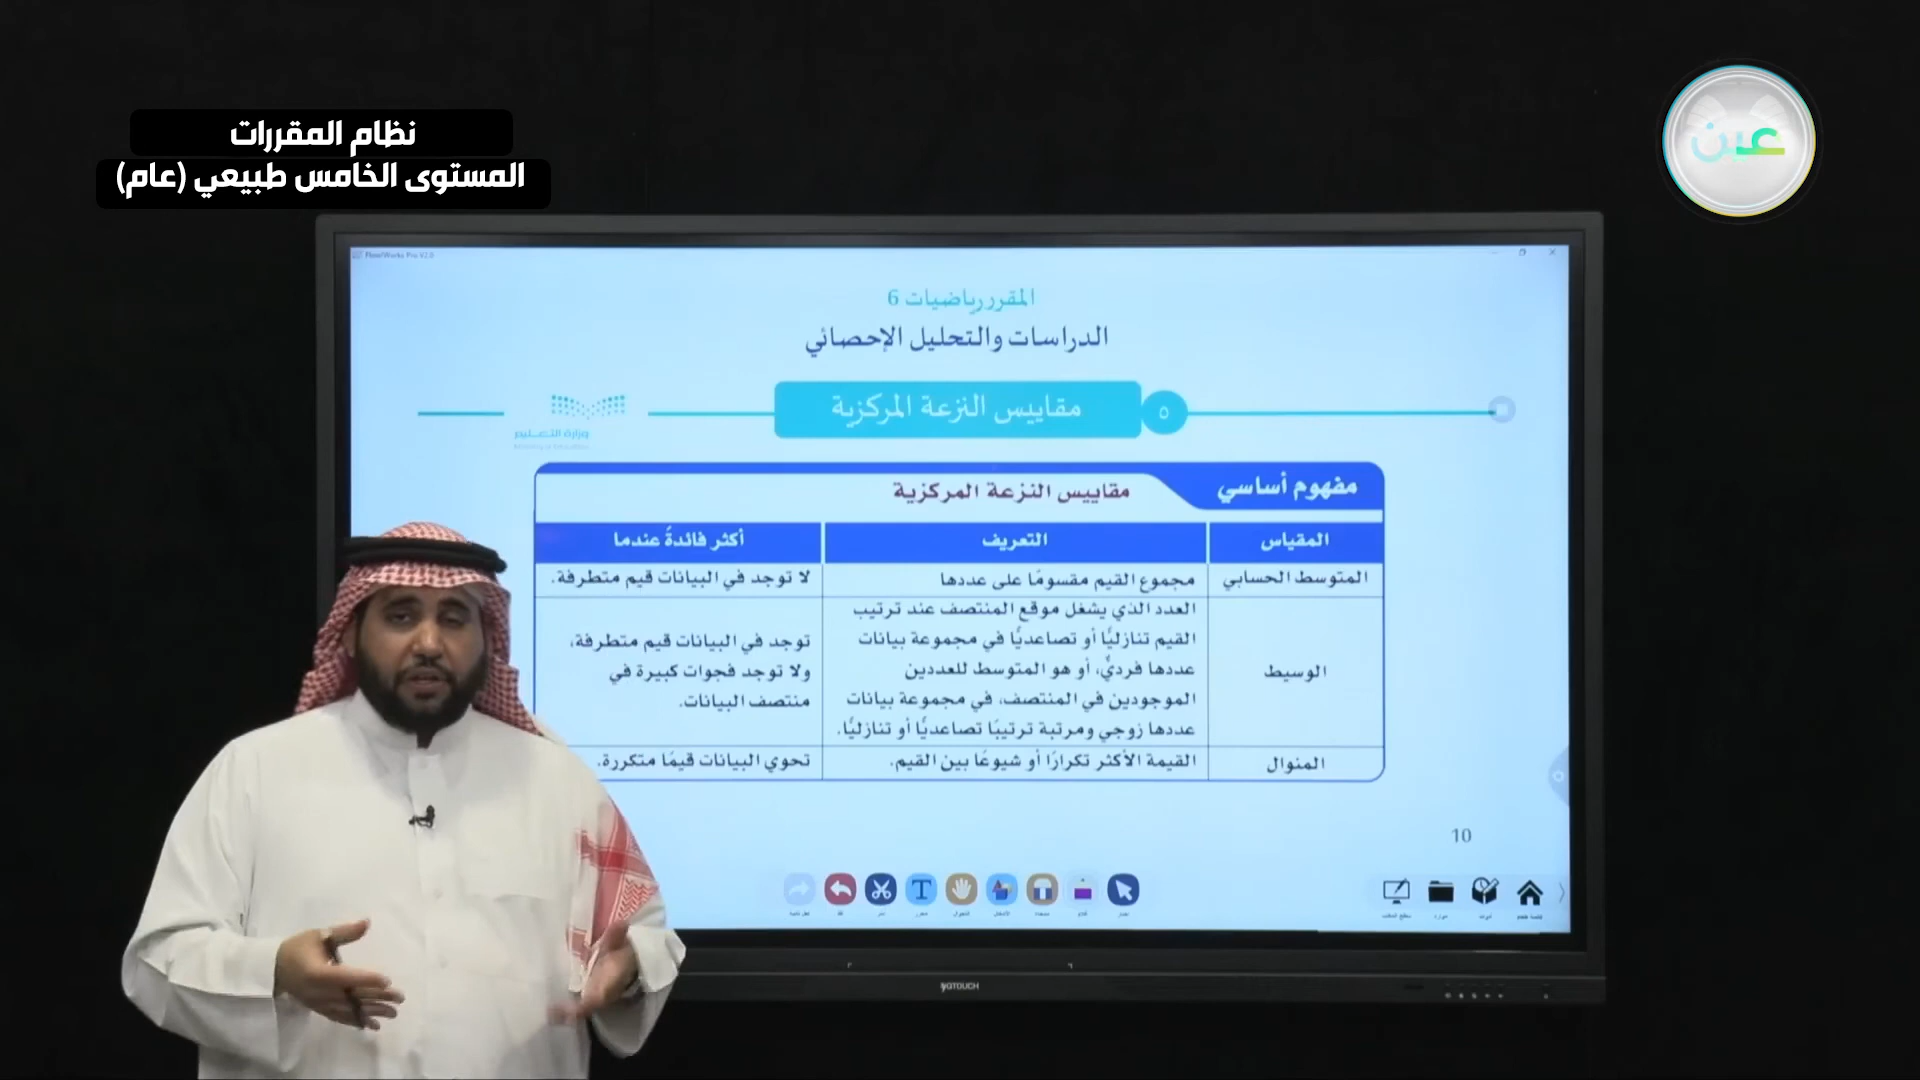 نظام المقررات
المستوى الخامس طبيعي (عام)
عين
المقرر رياضيات 6
الدراسات والتحليل الإحصائي
٥ مقاييس النزعة المركزية
وزارة التعليم
مفهوم أساسي
مقاييس النزعة المركزية
المقياس
التعريف
أكثر فائدةً عندما
المتوسط الحسابي
مجموع القيم مقسومًا على عددها
لا توجد في البيانات قيم متطرفة.
الوسيط
العدد الذي يشغل موقع المنتصف عند ترتيب
القيم تنازليًّا أو تصاعديًّا في مجموعة بيانات
عددها فرديٌّ، أو هو المتوسط للعددين
الموجودين في المنتصف، في مجموعة بيانات
عددها زوجي ومرتبة ترتيبًا تصاعديًّا أو تنازليًّا.
توجد في البيانات قيم متطرفة،
ولا توجد فجوات كبيرة في
منتصف البيانات.
المنوال
القيمة الأكثر تكرارًا أو شيوعًا بين القيم.
تحوي البيانات قيمًا متكررة.
10